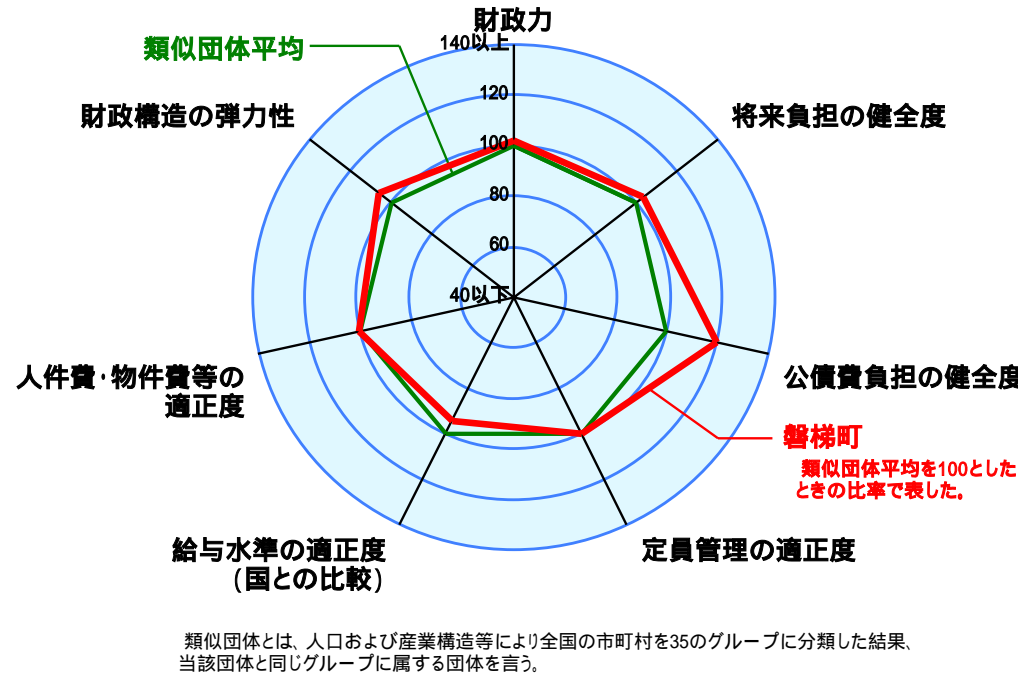 財政力
140以上
類似団体平均
120
財政構造の弾力性
将来負担の健全度
100
80
60
40以下
人件費・物件費等の
適正度
公債費負担の健全度
磐梯町
類似団体平均を100とした
ときの比率で表した。
給与水準の適正度
(国との比較)
定員管理の適正度
類似団体とは、人口および産業構造等により全国の市町村を35のグループに分類した結果、
当該団体と同じグループに属する団体を言う。